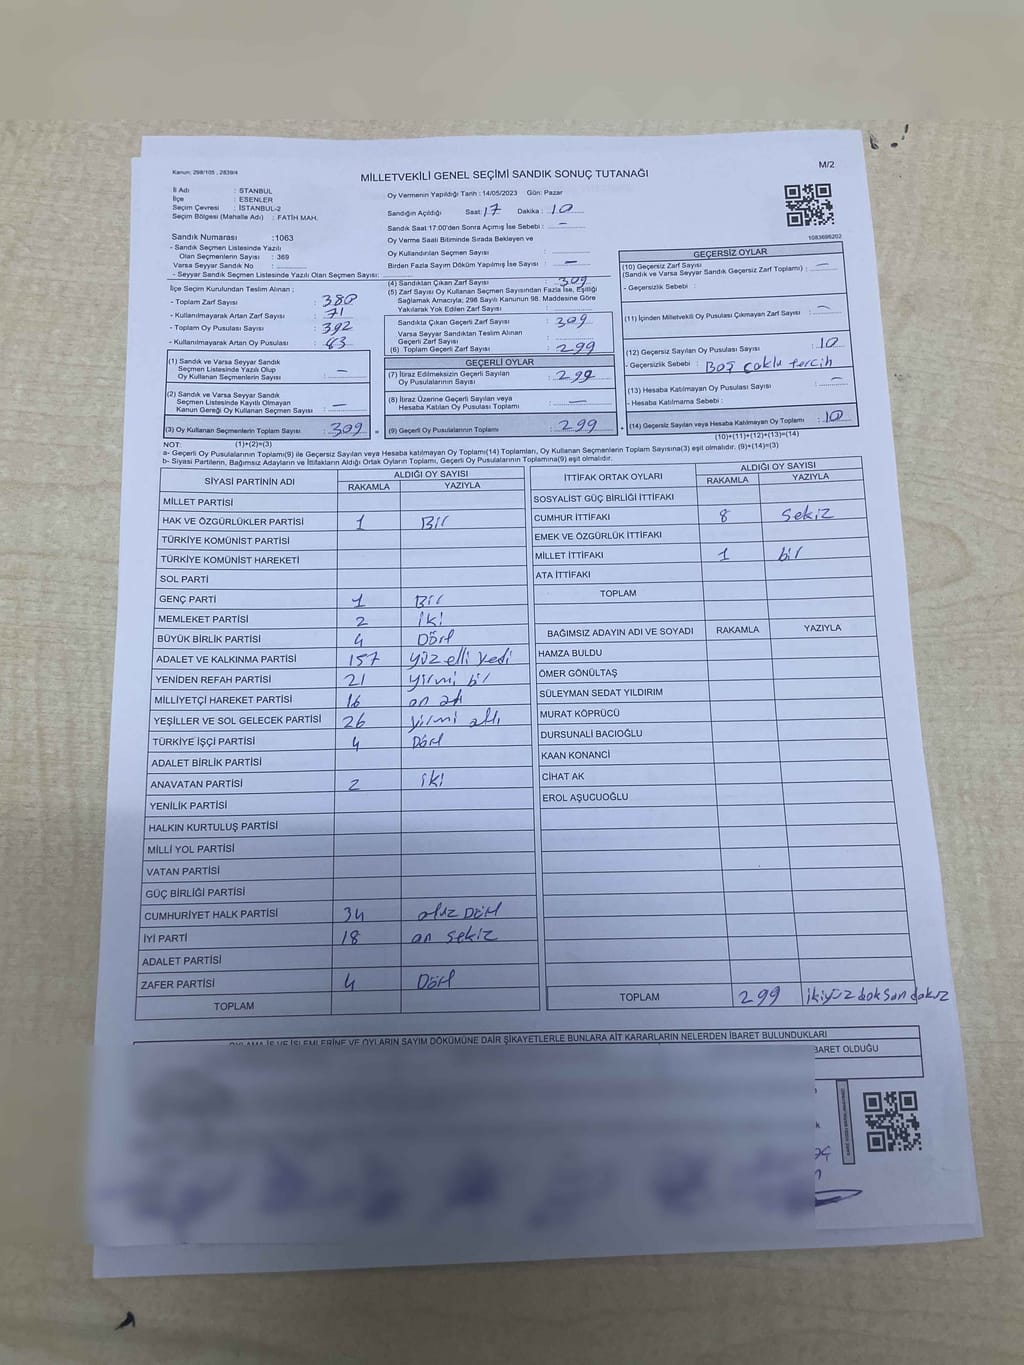 Kanun: 298/105 , 2839/4
M/2
MİLLETVEKİLİ GENEL SEÇİMİ SANDIK SONUÇ TUTANAĞI
İl Adı : STANBUL
İlçe : ESENLER
Seçim Çevresi : İSTANBUL-2
Seçim Bölgesi (Mahalle Adı) : FATİH MAH.
Sandık Numarası :1063
- Sandık Seçmen Listesinde Yazılı
Olan Seçmenlerin Sayısı : 369
Varsa Seyyar Sandık No :
- Seyyar Sandık Seçmen Listesinde Yazılı Olan Seçmen Sayısı:
Oy Vermenin Yapıldığı Tarih : 14/05/2023 Gün: Pazar
Sandığın Açıldığı Saat: 17 Dakika : 10
Sandık Saat 17.00'den Sonra Açımış İse Sebebi : -
Oy Verme Saati Bitiminde Sırada Bekleyen ve
Oy Kullandırılan Seçmen Sayısı :
Birden Fazla Sayım Döküm Yapılmış İse Sayısı : -
1083696202
İlçe Seçim Kurulundan Teslim Alınan ;
- Toplam Zarf Sayısı : 380
- Kullanılmayarak Artan Zarf Sayısı : 71
- Toplam Oy Pusulası Sayısı : 392
- Kullanılmayarak Artan Oy Pusulası : 83
(1) Sandık ve Varsa Seyyar Sandık
Seçmen Listesinde Yazılı Olup
Oy Kullanan Seçmenlerin Sayısı : -
(2) Sandık ve Varsa Seyyar Sandık
Seçmen Listesinde Kayıtlı Olmayan
Kanun Gereği Oy Kullanan Seçmen Sayısı : -
(3) Oy Kullanan Seçmenlerin Toplam Sayısı : 309
(4) Sandıktan Çıkan Zarf Sayısı : 309
(5) Zarf Sayısı Oy Kullanan Seçmen Sayısından Fazla İse, Eşitliği
Sağlamak Amacıyla; 298 Sayılı Kanunun 98. Maddesine Göre
Yakılarak Yok Edilen Zarf Sayısı :
Sandıkta Çıkan Geçerli Zarf Sayısı : 309
Varsa Seyyar Sandıktan Teslim Alınan
Geçerli Zarf Sayısı :
(6) Toplam Geçerli Zarf Sayısı : 299
GEÇERLİ OYLAR
(7) İtiraz Edilmeksizin Geçerli Sayılan
Oy Pusulalarının Sayısı : 299
(8) İtiraz Üzerine Geçerli Sayılan veya
Hesaba Katılan Oy Pusulası Toplamı : -
= (9) Geçerli Oy Pusulalarının Toplamı : 299
GEÇERSİZ OYLAR
(10) Geçersiz Zarf Sayısı
(Sandık ve Varsa Seyyar Sandık Geçersiz Zarf Toplamı) : -
- Geçersizlik Sebebi :
(11) İçinden Milletvekili Oy Pusulası Çıkmayan Zarf Sayısı : -
(12) Geçersiz Sayılan Oy Pusulası Sayısı : 10
- Geçersizlik Sebebi : Boş çoklu tercih
(13) Hesaba Katılmayan Oy Pusulası Sayısı : -
- Hesaba Katılmama Sebebi :
+ (14) Geçersiz Sayılan veya Hesaba Katılmayan Oy Toplamı : 10
NOT: (1)+(2)=(3)
(10)+(11)+(12)+(13)=(14)
a- Geçerli Oy Pusulalarının Toplamı(9) ile Geçersiz Sayılan veya Hesaba katılmayan Oy Toplamı(14) Toplamları, Oy Kullanan Seçmenlerin Toplam Sayısına(3) eşit olmalıdır. (9)+(14)=(3)
b- Siyasi Partilerin, Bağımsız Adayların ve İttifakların Aldığı Ortak Oyların Toplamı, Geçerli Oy Pusulalarının Toplamına(9) eşit olmalıdır.
SİYASİ PARTİNİN ADI ALDIĞI OY SAYISI
RAKAMLA YAZIYLA
MİLLET PARTİSİ
HAK VE ÖZGÜRLÜKLER PARTİSİ 1 Bir
TÜRKİYE KOMÜNİST PARTİSİ
TÜRKİYE KOMÜNİST HAREKETİ
SOL PARTİ
GENÇ PARTİ 1 Bir
MEMLEKET PARTİSİ 2 iki
BÜYÜK BİRLİK PARTİSİ 4 Dört
ADALET VE KALKINMA PARTİSİ 157 yüz elli yedi
YENİDEN REFAH PARTİSİ 21 yirmi bir
MİLLİYETÇİ HAREKET PARTİSİ 16 on altı
YEŞİLLER VE SOL GELECEK PARTİSİ 26 yirmi altı
TÜRKİYE İŞÇİ PARTİSİ 4 Dört
ADALET BİRLİK PARTİSİ
ANAVATAN PARTİSİ 2 iki
YENİLİK PARTİSİ
HALKIN KURTULUŞ PARTİSİ
MİLLİ YOL PARTİSİ
VATAN PARTİSİ
GÜÇ BİRLİĞİ PARTİSİ
CUMHURİYET HALK PARTİSİ 34 otuz Dört
İYİ PARTİ 18 on sekiz
ADALET PARTİSİ
ZAFER PARTİSİ 4 Dört
TOPLAM
İTTİFAK ORTAK OYLARI ALDIĞI OY SAYISI
RAKAMLA YAZIYLA
SOSYALİST GÜÇ BİRLİĞİ İTTİFAKI
CUMHUR İTTİFAKI 8 sekiz
EMEK VE ÖZGÜRLÜK İTTİFAKI
MİLLET İTTİFAKI 1 bir
ATA İTTİFAKI
TOPLAM
BAĞIMSIZ ADAYIN ADI VE SOYADI RAKAMLA YAZIYLA
HAMZA BULDU
ÖMER GÖNÜLTAŞ
SÜLEYMAN SEDAT YILDIRIM
MURAT KÖPRÜCÜ
DURSUNALİ BACIOĞLU
KAAN KONANCİ
CİHAT AK
EROL AŞUCUOĞLU
TOPLAM 299 ikiyüz doksan dokuz
OYLAMA İŞ VE İŞLEMLERİNE VE OYLARIN SAYIM DÖKÜMÜNE DAİR ŞİKAYETLERLE BUNLARA AİT KARARLARIN NELERDEN İBARET BULUNDUKLARI
BARET OLDUĞU